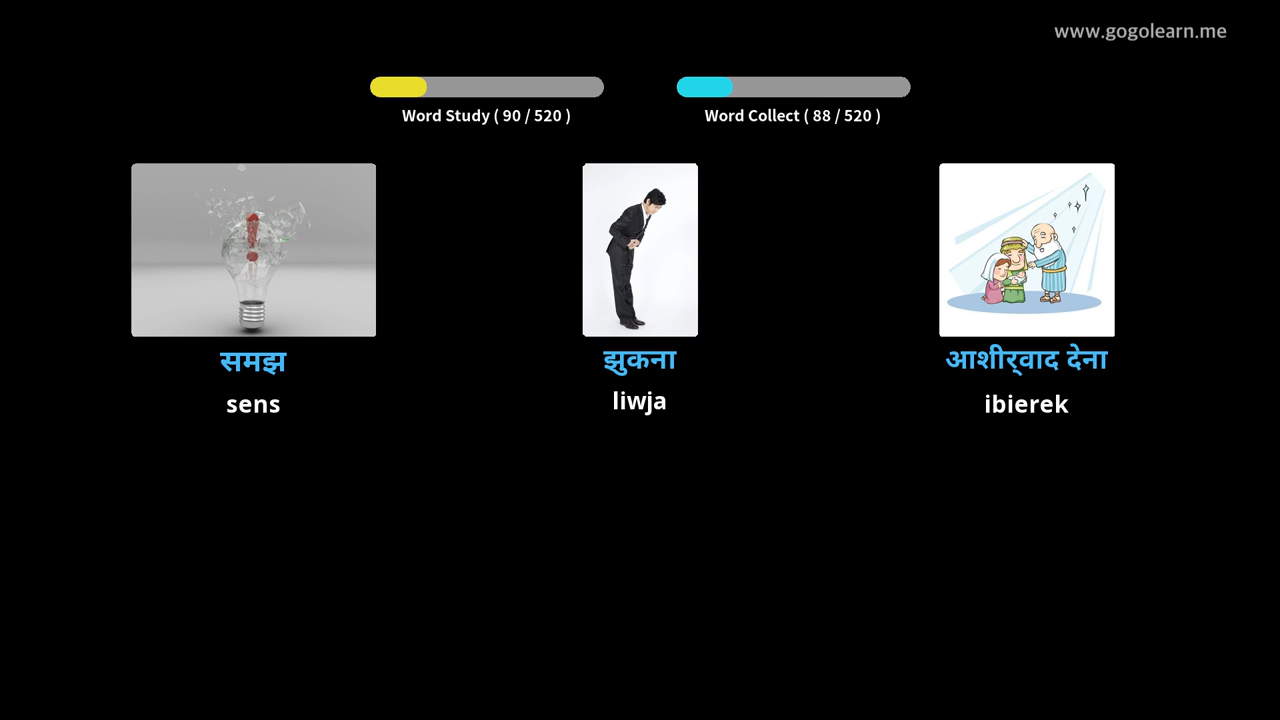 www.gogolearn.me
Word Study ( 90 / 520 )
Word Collect ( 88 / 520 )
समझ
झुकना
आशीर्‌वाद देना
sens
liwja
ibierek